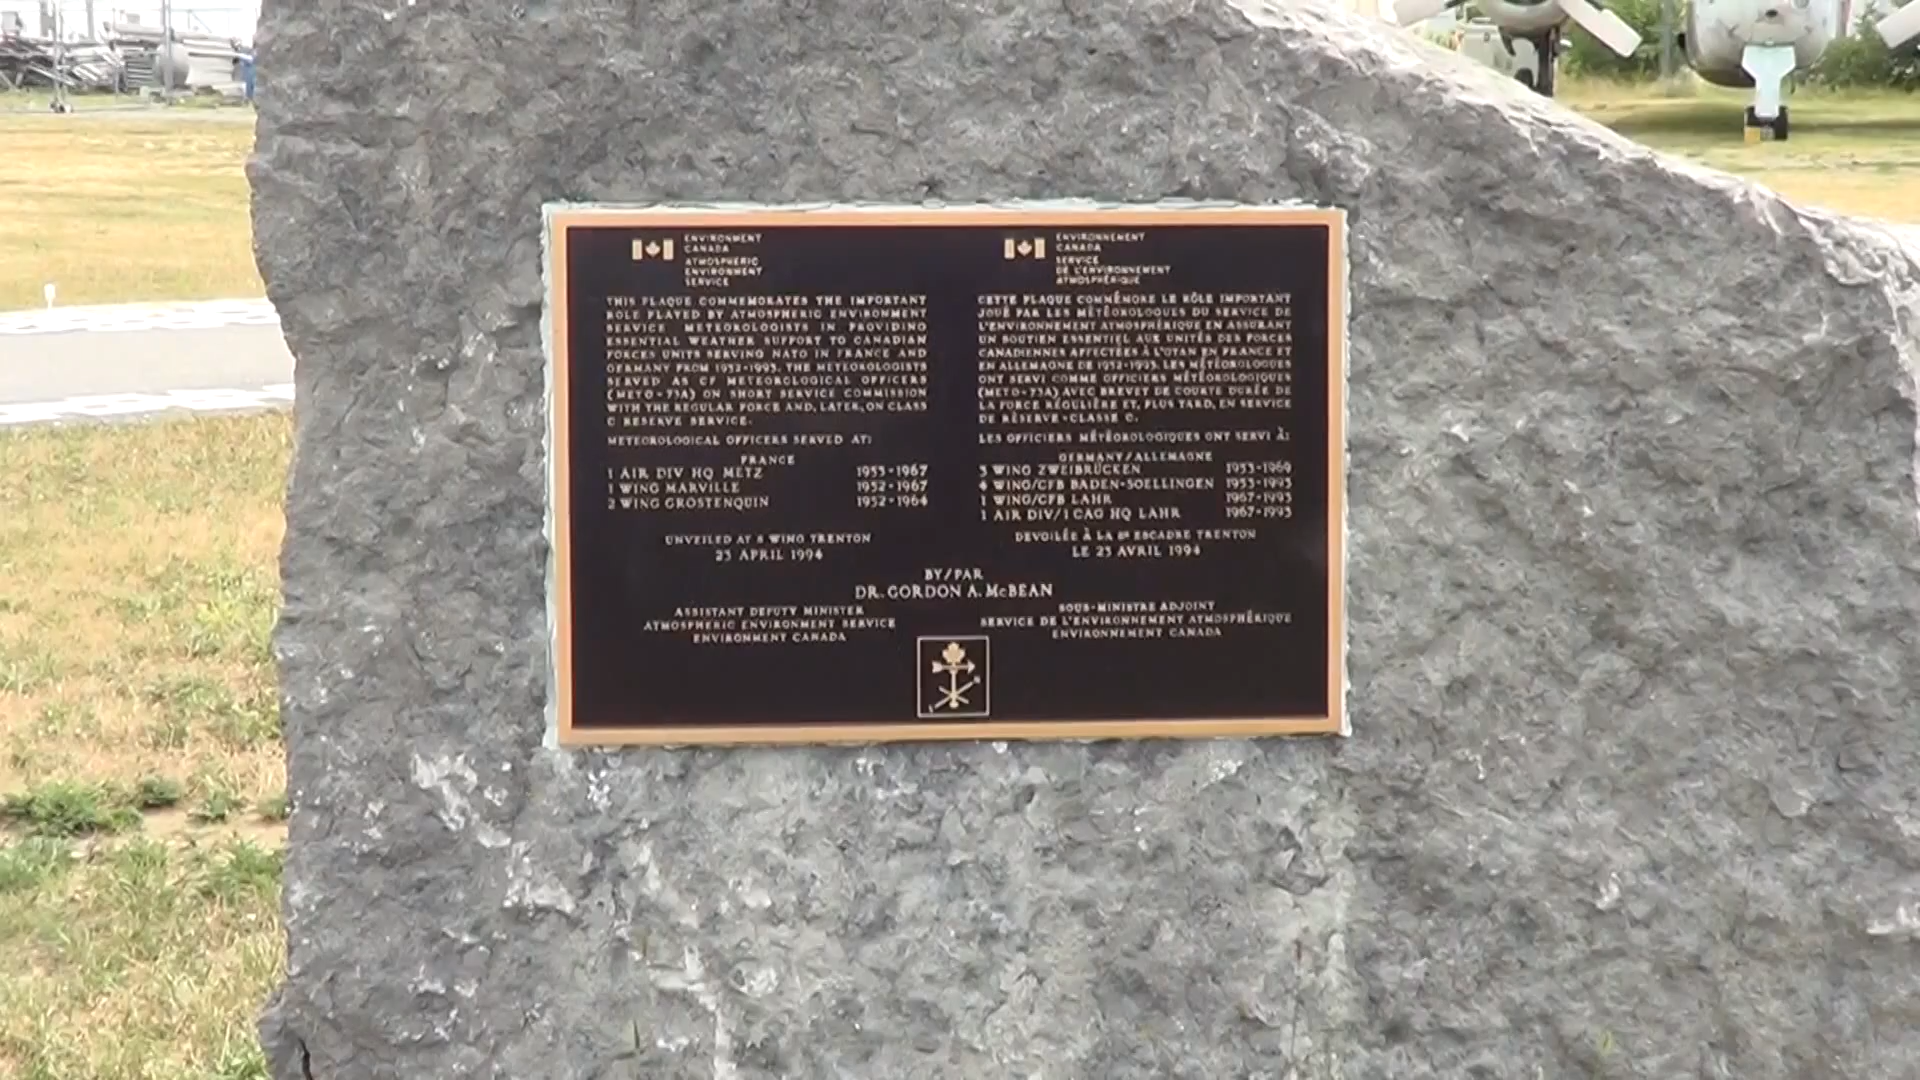 ENVIRONMENT
CANADA
ATMOSPHERIC
ENVIRONMENT
SERVICE
THIS PLAQUE COMMEMORATES THE IMPORTANT
ROLE PLAYED BY ATMOSPHERIC ENVIRONMENT
SERVICE METEOROLOGISTS IN PROVIDING
ESSENTIAL WEATHER SUPPORT TO CANADIAN
FORCES UNITS SERVING NATO IN FRANCE AND
GERMANY FROM 1952-1993. THE METEOROLOGISTS
SERVED AS CF METEOROLOGICAL OFFICERS
(METO-73A) ON SHORT SERVICE COMMISSION
WITH THE REGULAR FORCE AND, LATER, ON CLASS
C RESERVE SERVICE.
METEOROLOGICAL OFFICERS SERVED AT:
FRANCE
1 AIR DIV HQ METZ 1953-1967
1 WING MARVILLE 1952-1967
2 WING GROSTENQUIN 1952-1964
UNVEILED AT 8 WING TRENTON
23 APRIL 1994
ENVIRONNEMENT
CANADA
SERVICE
DE L'ENVIRONNEMENT
ATMOSPHÉRIQUE
CETTE PLAQUE COMMÉMORE LE RÔLE IMPORTANT
JOUÉ PAR LES MÉTÉOROLOGUES DU SERVICE DE
L'ENVIRONNEMENT ATMOSPHÉRIQUE EN ASSURANT
UN SOUTIEN ESSENTIEL AUX UNITÉS DES FORCES
CANADIENNES AFFECTÉES À L'OTAN EN FRANCE ET
EN ALLEMAGNE DE 1952-1993. LES MÉTÉOROLOGUES
ONT SERVI COMME OFFICIERS MÉTÉOROLOGIQUES
(METO-73A) AVEC BREVET DE COURTE DURÉE DE
LA FORCE RÉGULIÈRE ET, PLUS TARD, EN SERVICE
DE RÉSERVE-CLASSE C.
LES OFFICIERS MÉTÉOROLOGIQUES ONT SERVI À:
GERMANY/ALLEMAGNE
3 WING ZWEIBRÜCKEN 1953-1969
4 WING/CFB BADEN-SOELLINGEN 1953-1993
1 WING/CFB LAHR 1967-1993
1 AIR DIV/1 CAG HQ LAHR 1967-1993
DEVOILÉE À LA 8e ESCADRE TRENTON
LE 23 AVRIL 1994
BY/PAR
DR. GORDON A. McBEAN
ASSISTANT DEPUTY MINISTER
ATMOSPHERIC ENVIRONMENT SERVICE
ENVIRONMENT CANADA
SOUS-MINISTRE ADJOINT
SERVICE DE L'ENVIRONNEMENT ATMOSPHÉRIQUE
ENVIRONNEMENT CANADA